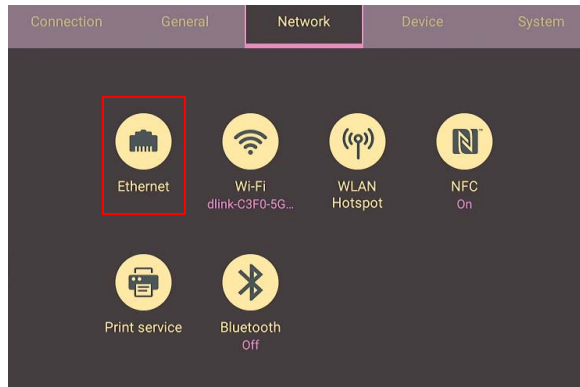 Connection General Network Device System
Ethernet Wi-Fi WLAN NFC
dlink-C3F0-5G... Hotspot On
Print service Bluetooth
Off